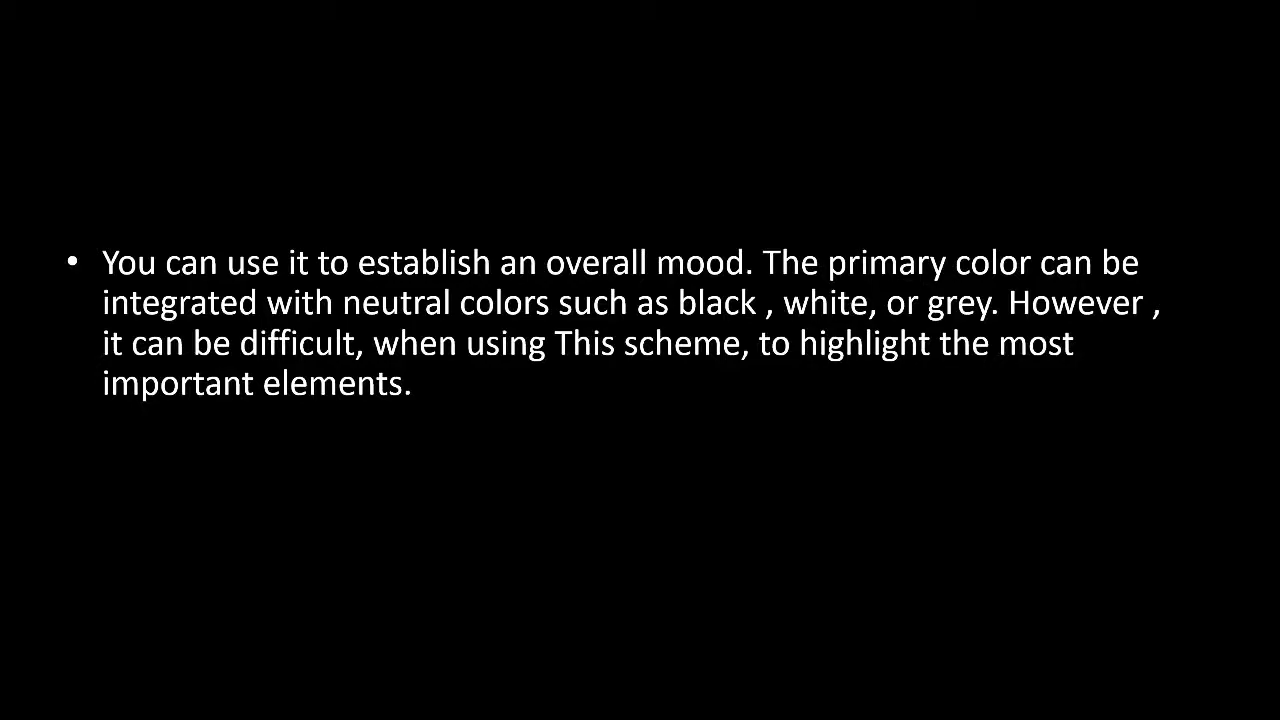 • You can use it to establish an overall mood. The primary color can be
integrated with neutral colors such as black , white, or grey. However ,
it can be difficult, when using This scheme, to highlight the most
important elements.